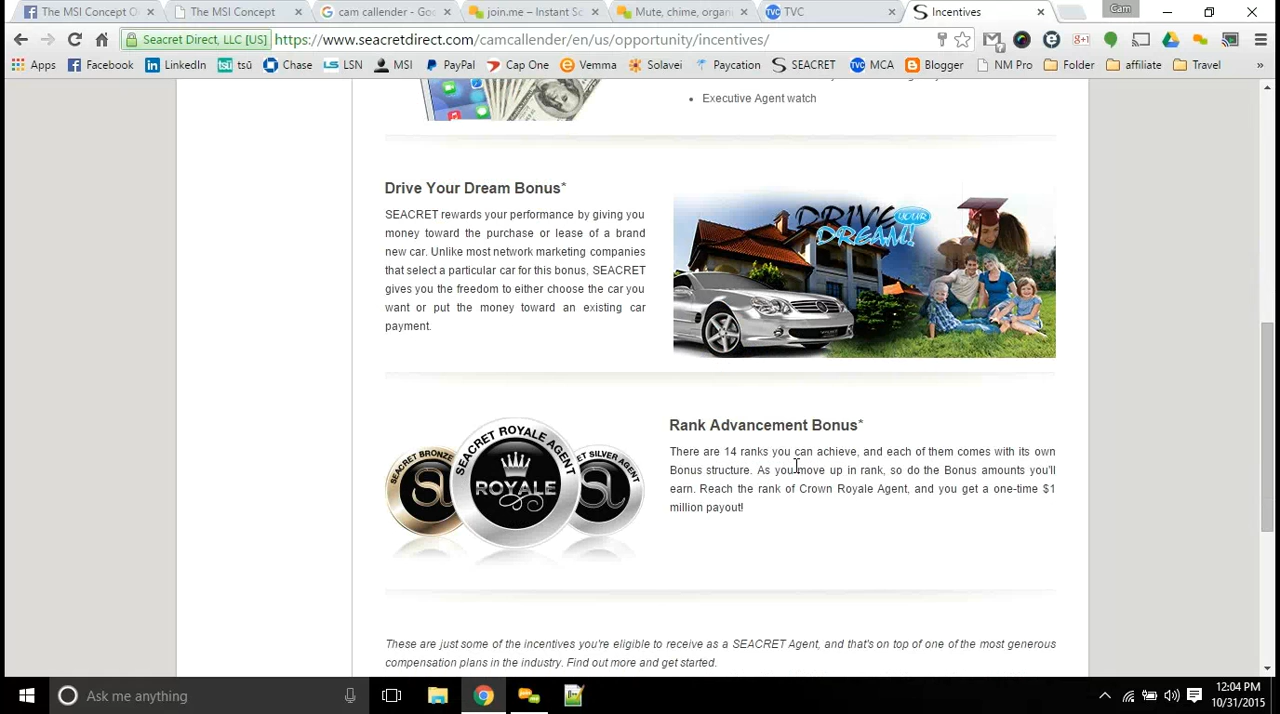 The MSI Concept O
The MSI Concept
cam callender - Goo
join.me – Instant Sc
Mute, chime, organi
TVC
Incentives
Cam
Seacret Direct, LLC [US]
https://www.seacretdirect.com/camcallender/en/us/opportunity/incentives/
Apps
Facebook
LinkedIn
tsū
Chase
LSN
MSI
PayPal
Cap One
Vemma
Solavei
Paycation
SEACRET
MCA
Blogger
NM Pro
Folder
affiliate
Travel
»
• Executive Agent watch
Drive Your Dream Bonus*
SEACRET rewards your performance by giving you
money toward the purchase or lease of a brand
new car. Unlike most network marketing companies
that select a particular car for this bonus, SEACRET
gives you the freedom to either choose the car you
want or put the money toward an existing car
payment.
DRIVE YOUR
DREAM!
SEACRET BRONZE
SEACRET ROYALE AGENT
ROYALE
ET SILVER AGENT
Rank Advancement Bonus*
There are 14 ranks you can achieve, and each of them comes with its own
Bonus structure. As you move up in rank, so do the Bonus amounts you'll
earn. Reach the rank of Crown Royale Agent, and you get a one-time $1
million payout!
These are just some of the incentives you're eligible to receive as a SEACRET Agent, and that's on top of one of the most generous
compensation plans in the industry. Find out more and get started.
Ask me anything
12:04 PM
10/31/2015